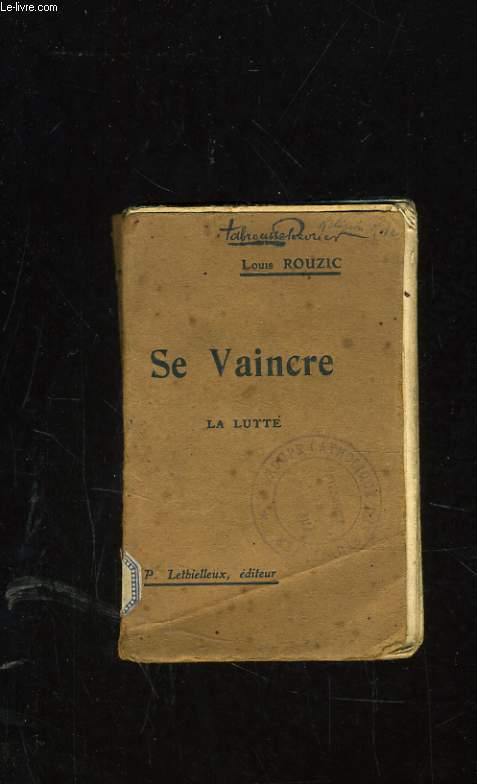 Le-livre.com
Louis ROUZIC
Se Vaincre
LA LUTTE
P. Lethielleux, éditeur